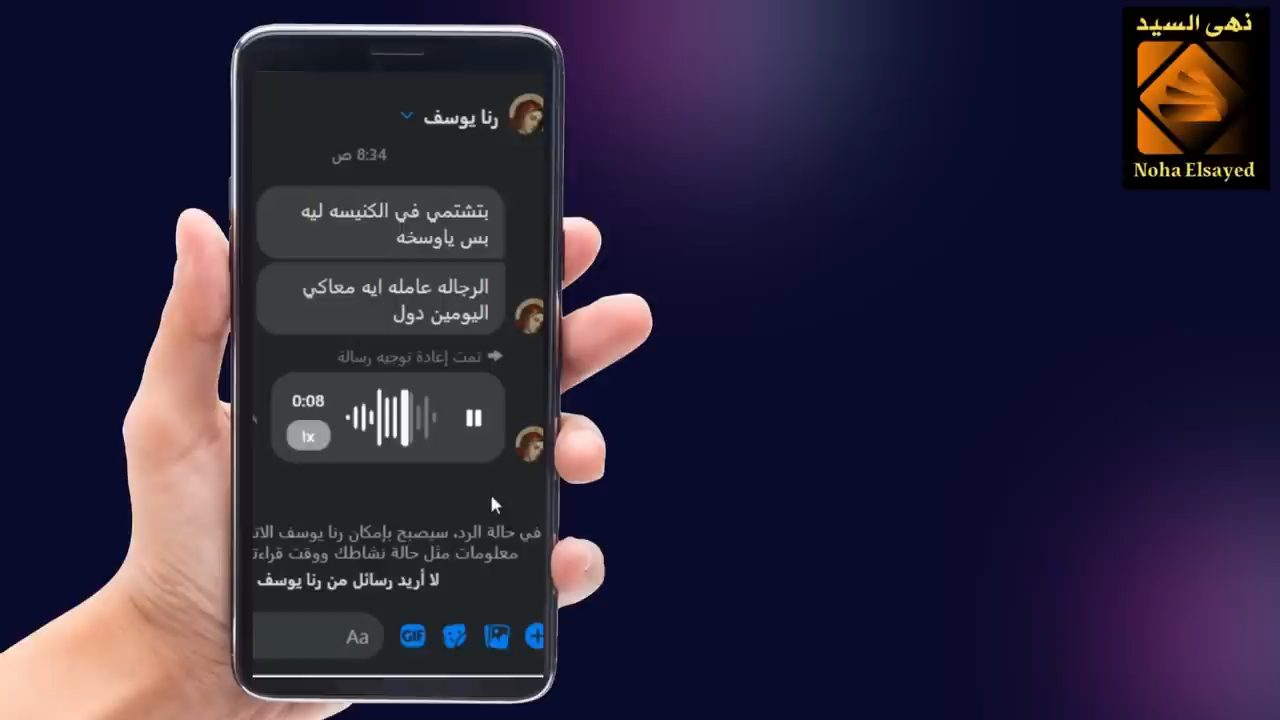 نهى السيد
Noha Elsayed
رنا يوسف
8:34 ص
بتشتمي في الكنيسه ليه
بس ياوسخه
الرجاله عامله ايه معاكي
اليومين دول
تمت إعادة توجيه رسالة
0:08
١x
في حالة الرد، سيصبح بإمكان رنا يوسف
معلومات مثل حالة نشاطك ووقت
لا أريد رسائل من رنا يوسف
Aa
GIF